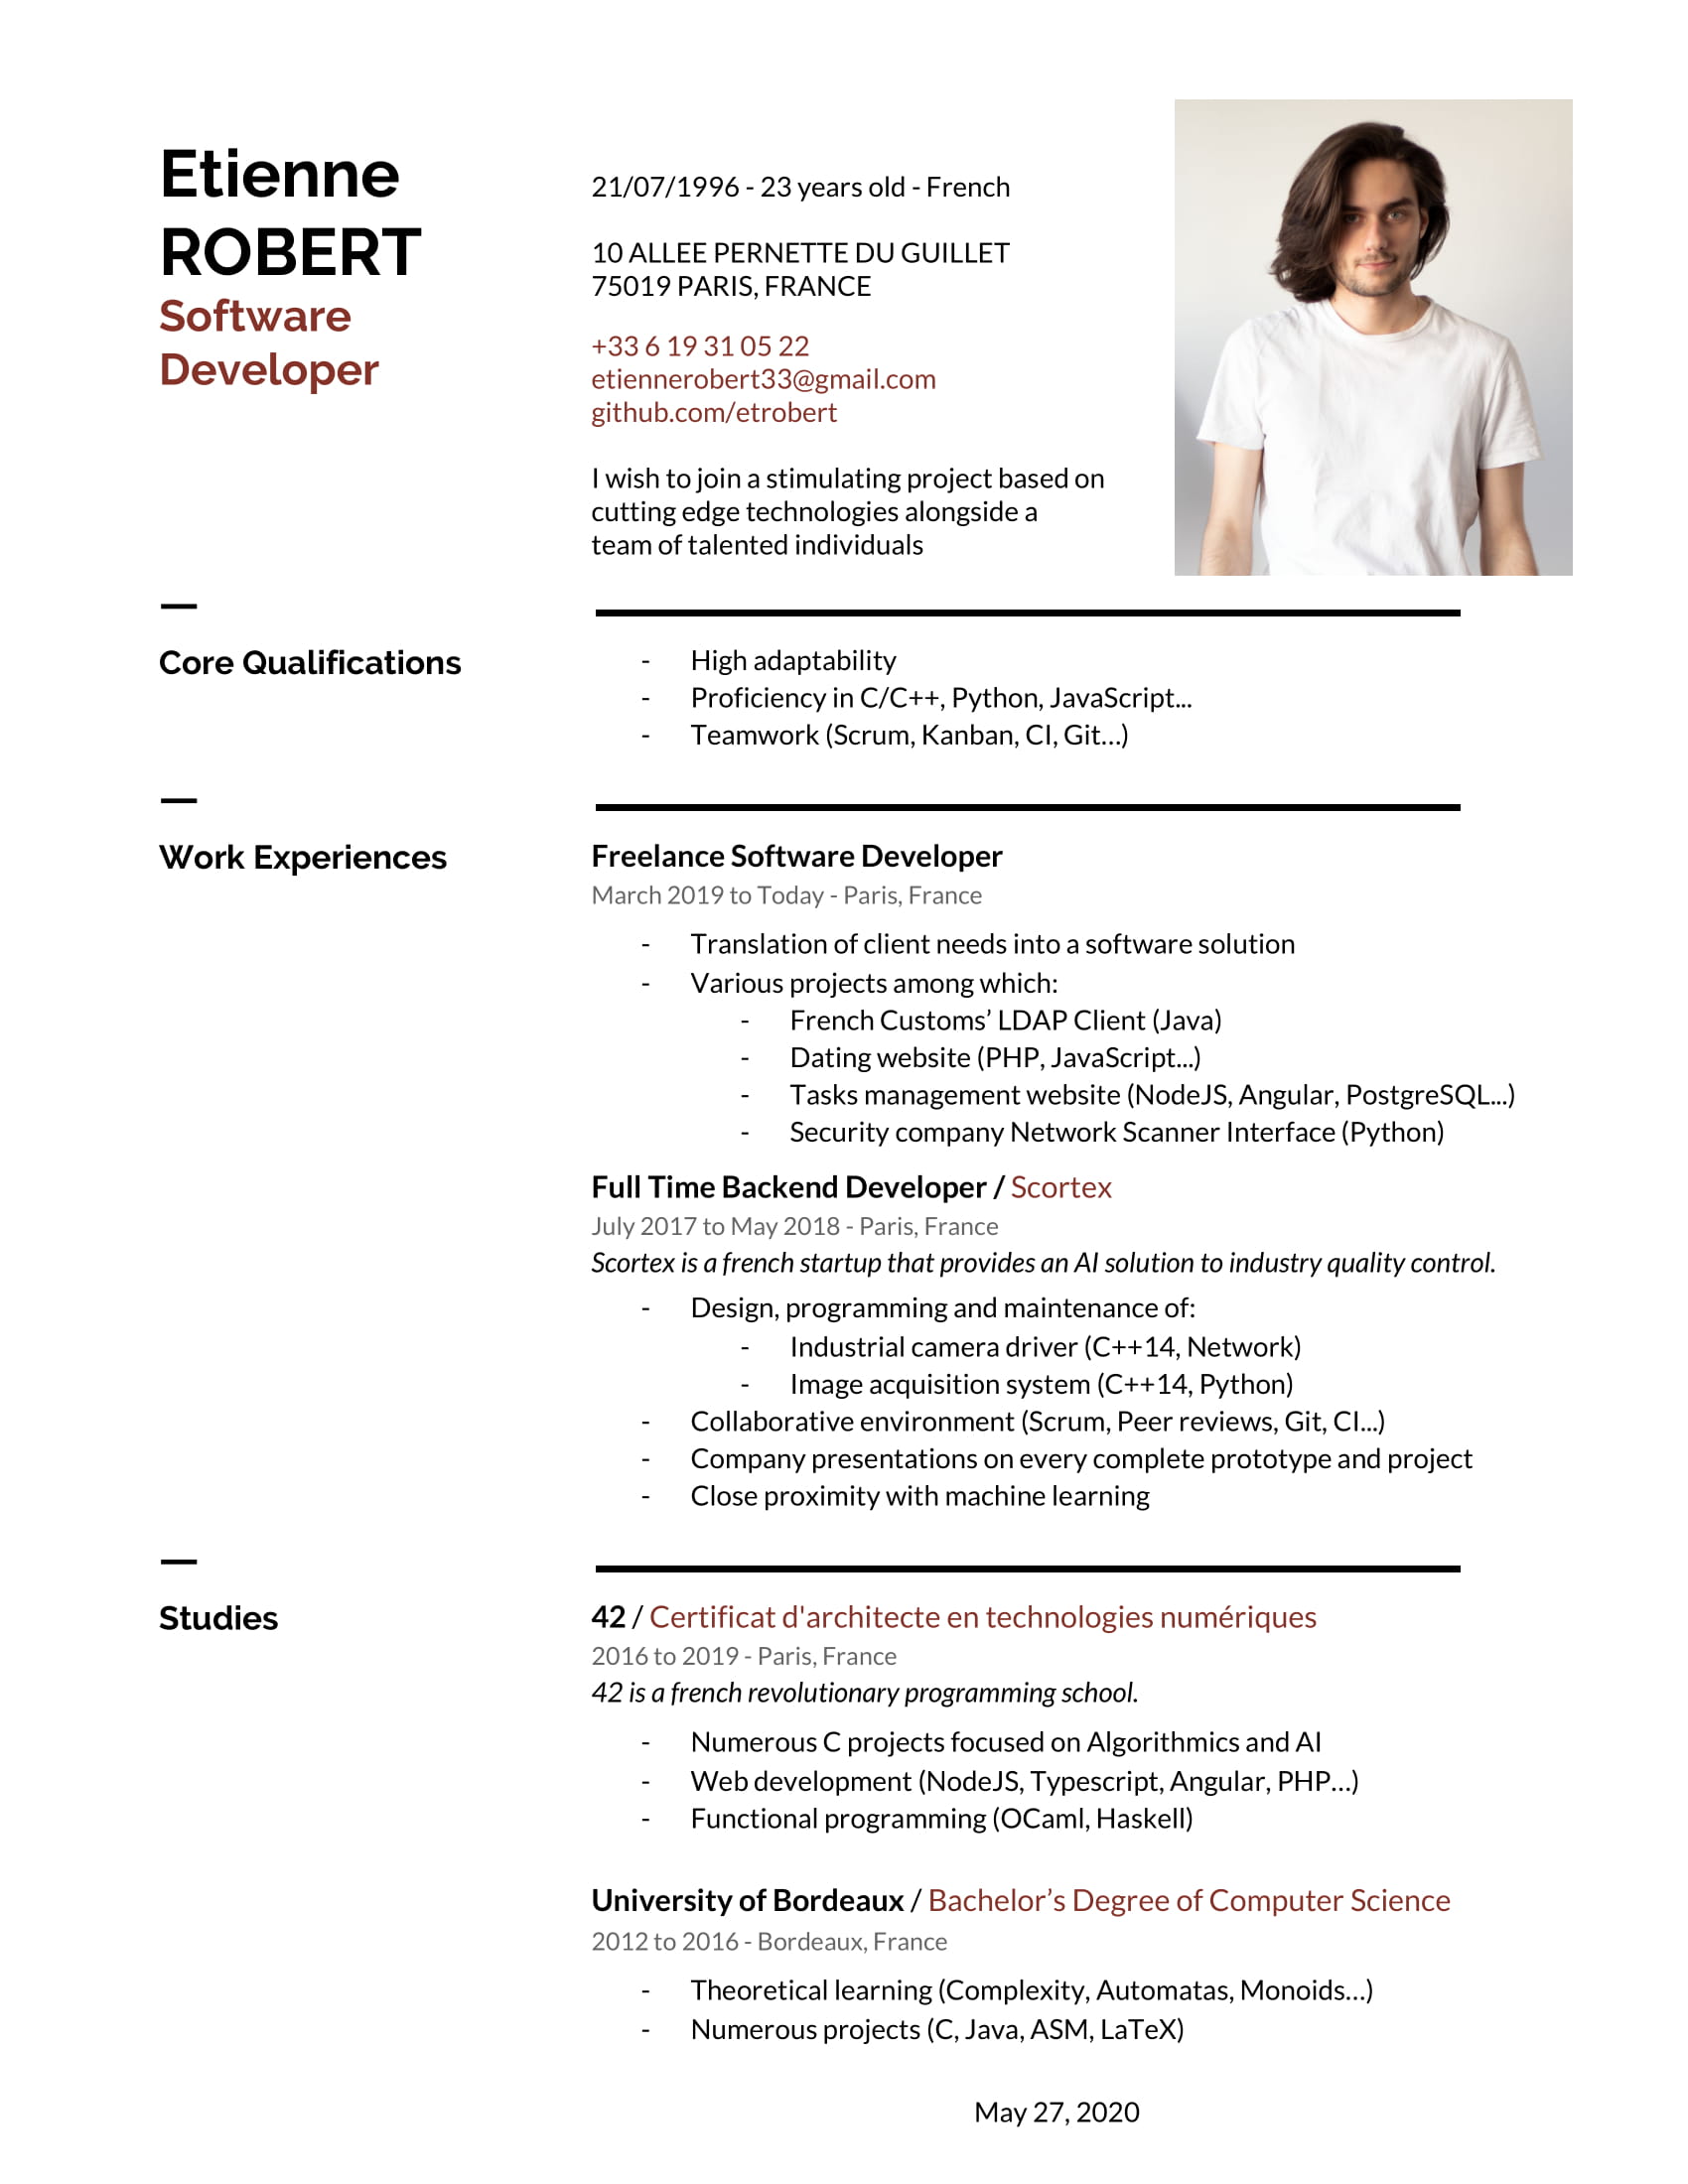 Etienne
ROBERT
Software
Developer
21/07/1996 - 23 years old - French
10 ALLEE PERNETTE DU GUILLET
75019 PARIS, FRANCE
+33 6 19 31 05 22
etiennerobert33@gmail.com
github.com/etrobert
I wish to join a stimulating project based on
cutting edge technologies alongside a
team of talented individuals
—
Core Qualifications
- High adaptability
- Proficiency in C/C++, Python, JavaScript...
- Teamwork (Scrum, Kanban, CI, Git…)
—
Work Experiences
Freelance Software Developer
March 2019 to Today - Paris, France
- Translation of client needs into a software solution
- Various projects among which:
- French Customs’ LDAP Client (Java)
- Dating website (PHP, JavaScript...)
- Tasks management website (NodeJS, Angular, PostgreSQL...)
- Security company Network Scanner Interface (Python)
Full Time Backend Developer / Scortex
July 2017 to May 2018 - Paris, France
Scortex is a french startup that provides an AI solution to industry quality control.
- Design, programming and maintenance of:
- Industrial camera driver (C++14, Network)
- Image acquisition system (C++14, Python)
- Collaborative environment (Scrum, Peer reviews, Git, CI...)
- Company presentations on every complete prototype and project
- Close proximity with machine learning
—
Studies
42 / Certificat d'architecte en technologies numériques
2016 to 2019 - Paris, France
42 is a french revolutionary programming school.
- Numerous C projects focused on Algorithmics and AI
- Web development (NodeJS, Typescript, Angular, PHP…)
- Functional programming (OCaml, Haskell)
University of Bordeaux / Bachelor’s Degree of Computer Science
2012 to 2016 - Bordeaux, France
- Theoretical learning (Complexity, Automatas, Monoids…)
- Numerous projects (C, Java, ASM, LaTeX)
May 27, 2020